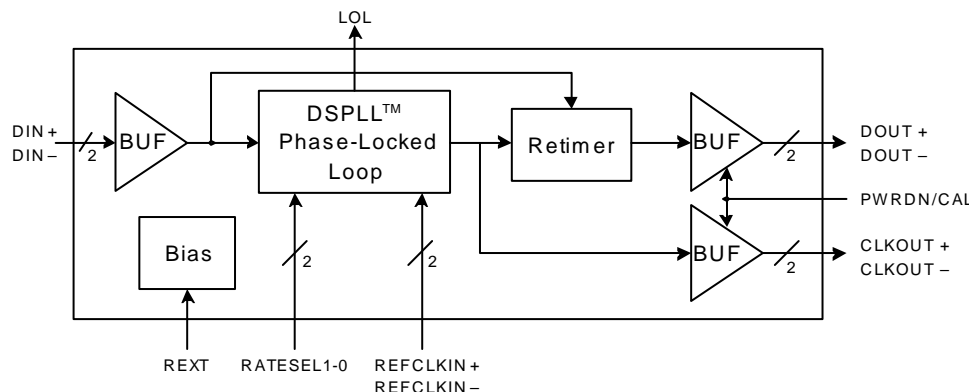 LOL
DIN+
DIN–
2
BUF
DSPLL™
Phase-Locked
Loop
Retimer
BUF
2
DOUT+
DOUT–
PWRDN/CAL
Bias
2
2
BUF
2
CLKOUT+
CLKOUT–
REXT
RATESEL1-0
REFCLKIN+
REFCLKIN–